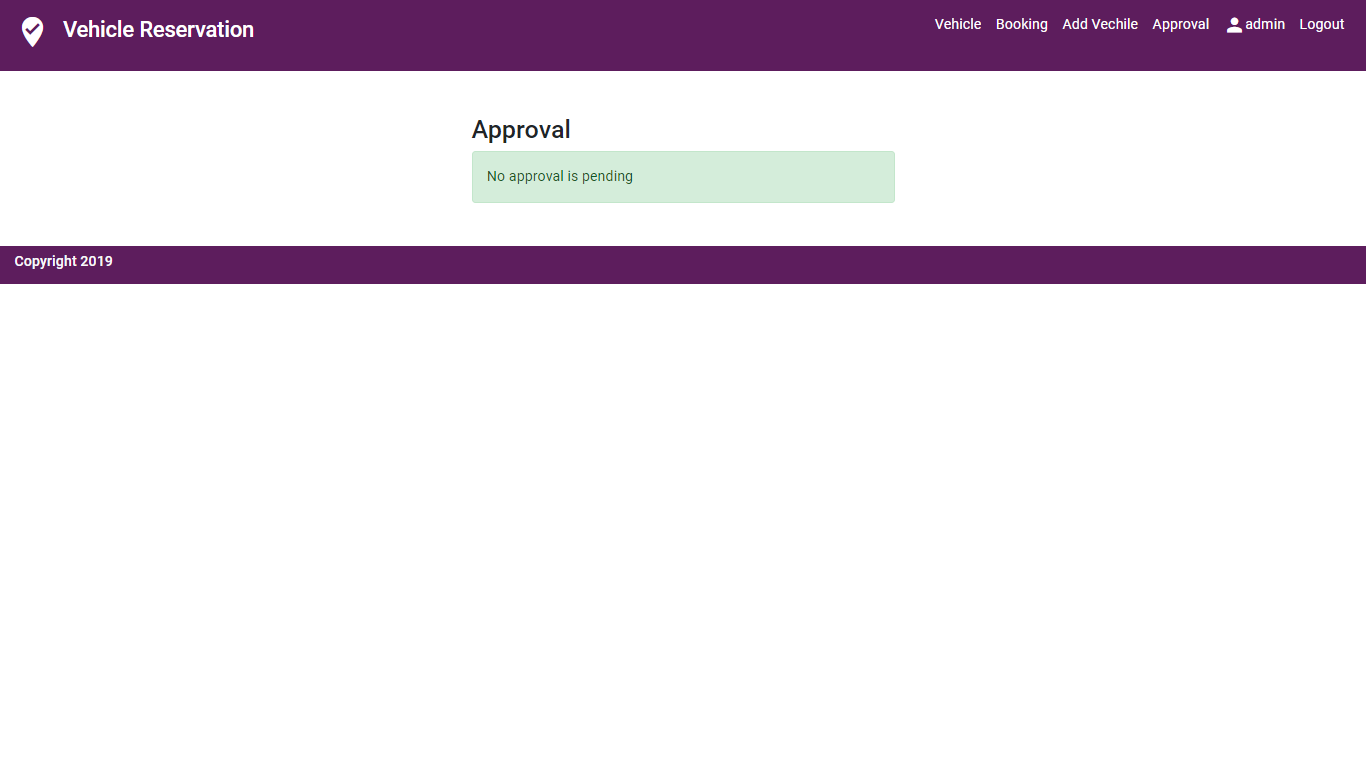 Vehicle Reservation
Vehicle Booking Add Vechile Approval admin Logout
Approval
No approval is pending
Copyright 2019